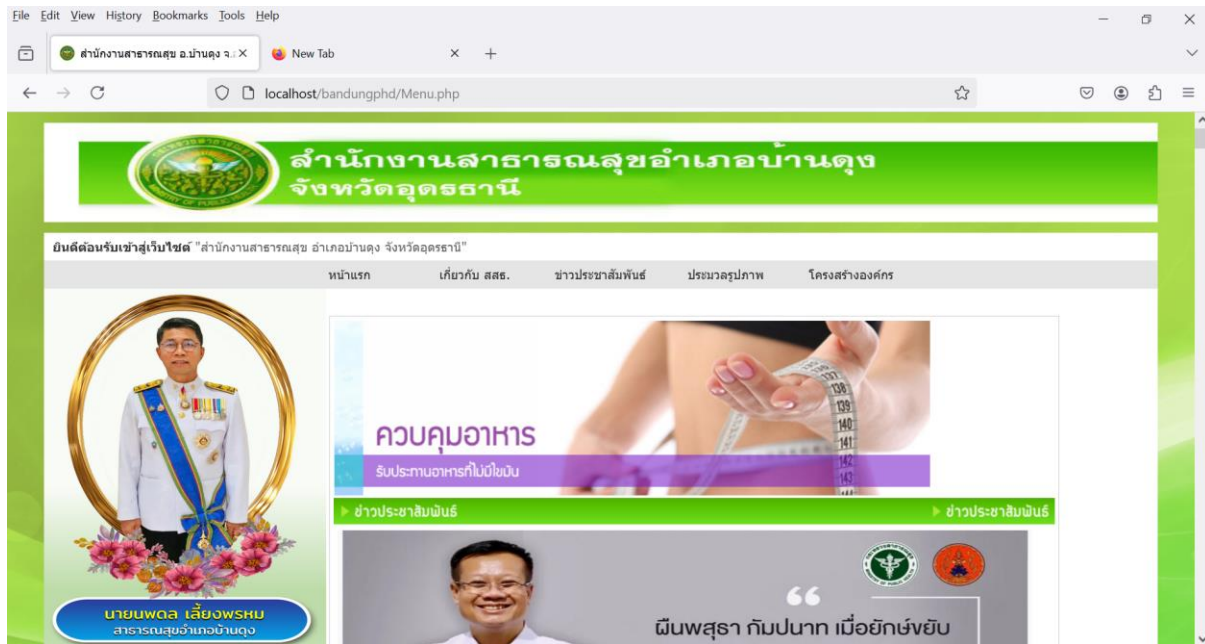 File Edit View History Bookmarks Tools Help
สำนักงานสาธารณสุข อ.บ้านดุง จ.
New Tab
localhost/bandungphd/Menu.php
สำนักงานสาธารณสุขอำเภอบ้านดุง
จังหวัดอุดรธานี
MINISTRY OF PUBLIC
ยินดีต้อนรับเข้าสู่เว็บไซต์ "สำนักงานสาธารณสุข อำเภอบ้านดุง จังหวัดอุดรธานี"
หน้าแรก เกี่ยวกับ สสธ. ข่าวประชาสัมพันธ์ ประมวลรูปภาพ โครงสร้างองค์กร
ควบคุมอาหาร
รับประทานอาหารที่ไม่มีไขมัน
137
138
139
140
141
142
143
ข่าวประชาสัมพันธ์ ข่าวประชาสัมพันธ์
ผืนพสุธา กัมปนาท เมื่อยักษ์ขยับ
นายนพดล เลี้ยงพรหม
สาธารณสุขอำเภอบ้านดุง